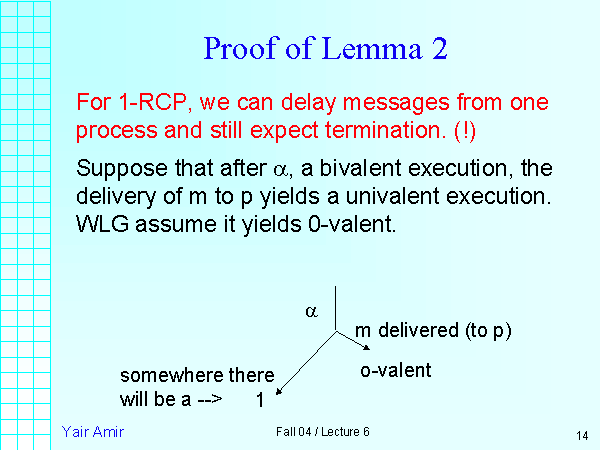 Proof of Lemma 2
For 1-RCP, we can delay messages from one
process and still expect termination. (!)
Suppose that after α, a bivalent execution, the
delivery of m to p yields a univalent execution.
WLG assume it yields 0-valent.
α
m delivered (to p)
o-valent
somewhere there
will be a --> 1
Yair Amir
Fall 04 / Lecture 6
14